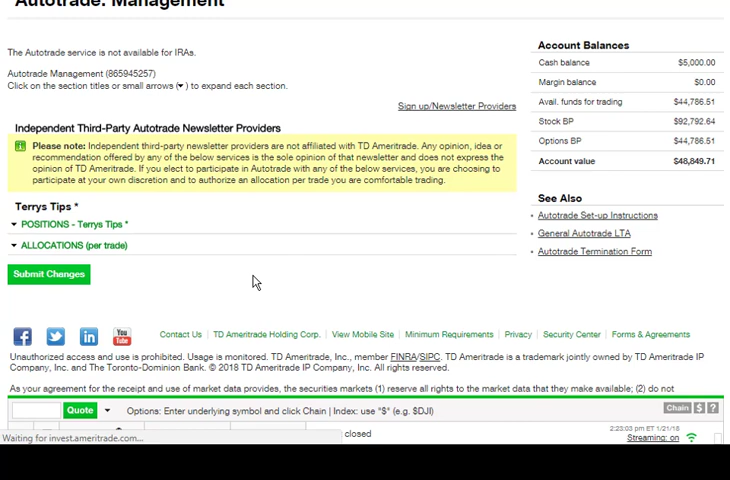 Autotrade: Management
The Autotrade service is not available for IRAs.
Autotrade Management (865945257)
Click on the section titles or small arrows ( ) to expand each section.
Sign up/Newsletter Providers
Independent Third-Party Autotrade Newsletter Providers
Please note: Independent third-party newsletter providers are not affiliated with TD Ameritrade. Any opinion, idea or
recommendation offered by any of the below services is the sole opinion of that newsletter and does not express the
opinion of TD Ameritrade. If you elect to participate in Autotrade with any of the below services, you are choosing to
participate at your own discretion and to authorize an allocation per trade you are comfortable trading.
Terrys Tips *
POSITIONS - Terrys Tips *
ALLOCATIONS (per trade)
Submit Changes
Account Balances
Cash balance $5,000.00
Margin balance $0.00
Avail. funds for trading $44,786.51
Stock BP $92,792.64
Options BP $44,786.51
Account value $48,849.71
See Also
Autotrade Set-up Instructions
General Autotrade LTA
Autotrade Termination Form
You
Tube
Contact Us | TD Ameritrade Holding Corp. | View Mobile Site | Minimum Requirements | Privacy | Security Center | Forms & Agreements
Unauthorized access and use is prohibited. Usage is monitored. TD Ameritrade, Inc., member FINRA/SIPC. TD Ameritrade is a trademark jointly owned by TD Ameritrade IP
Company, Inc. and The Toronto-Dominion Bank. © 2018 TD Ameritrade IP Company, Inc. All rights reserved.
As your agreement for the receipt and use of market data provides, the securities markets (1) reserve all rights to the market data that they make available; (2) do not
Quote Options: Enter underlying symbol and click Chain | Index: use "$" (e.g. $DJI) Chain $ ?
closed 2:23:03 pm ET 1/21/18
Waiting for invest.ameritrade.com... Streaming: on